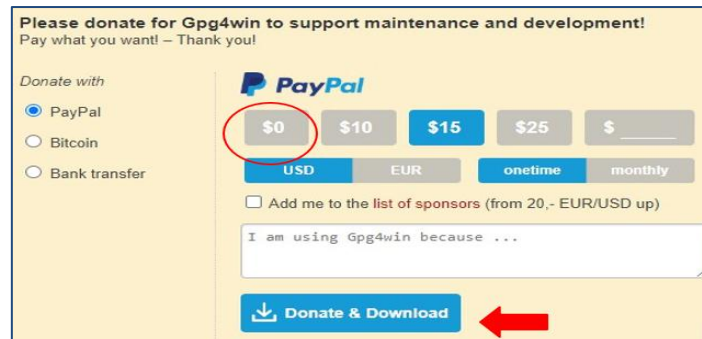 Please donate for Gpg4win to support maintenance and development!
Pay what you want! – Thank you!
Donate with
PayPal
Bitcoin
Bank transfer
PayPal
$0 $10 $15 $25 $ ______
USD EUR onetime monthly
Add me to the list of sponsors (from 20,- EUR/USD up)
I am using Gpg4win because ...
Donate & Download